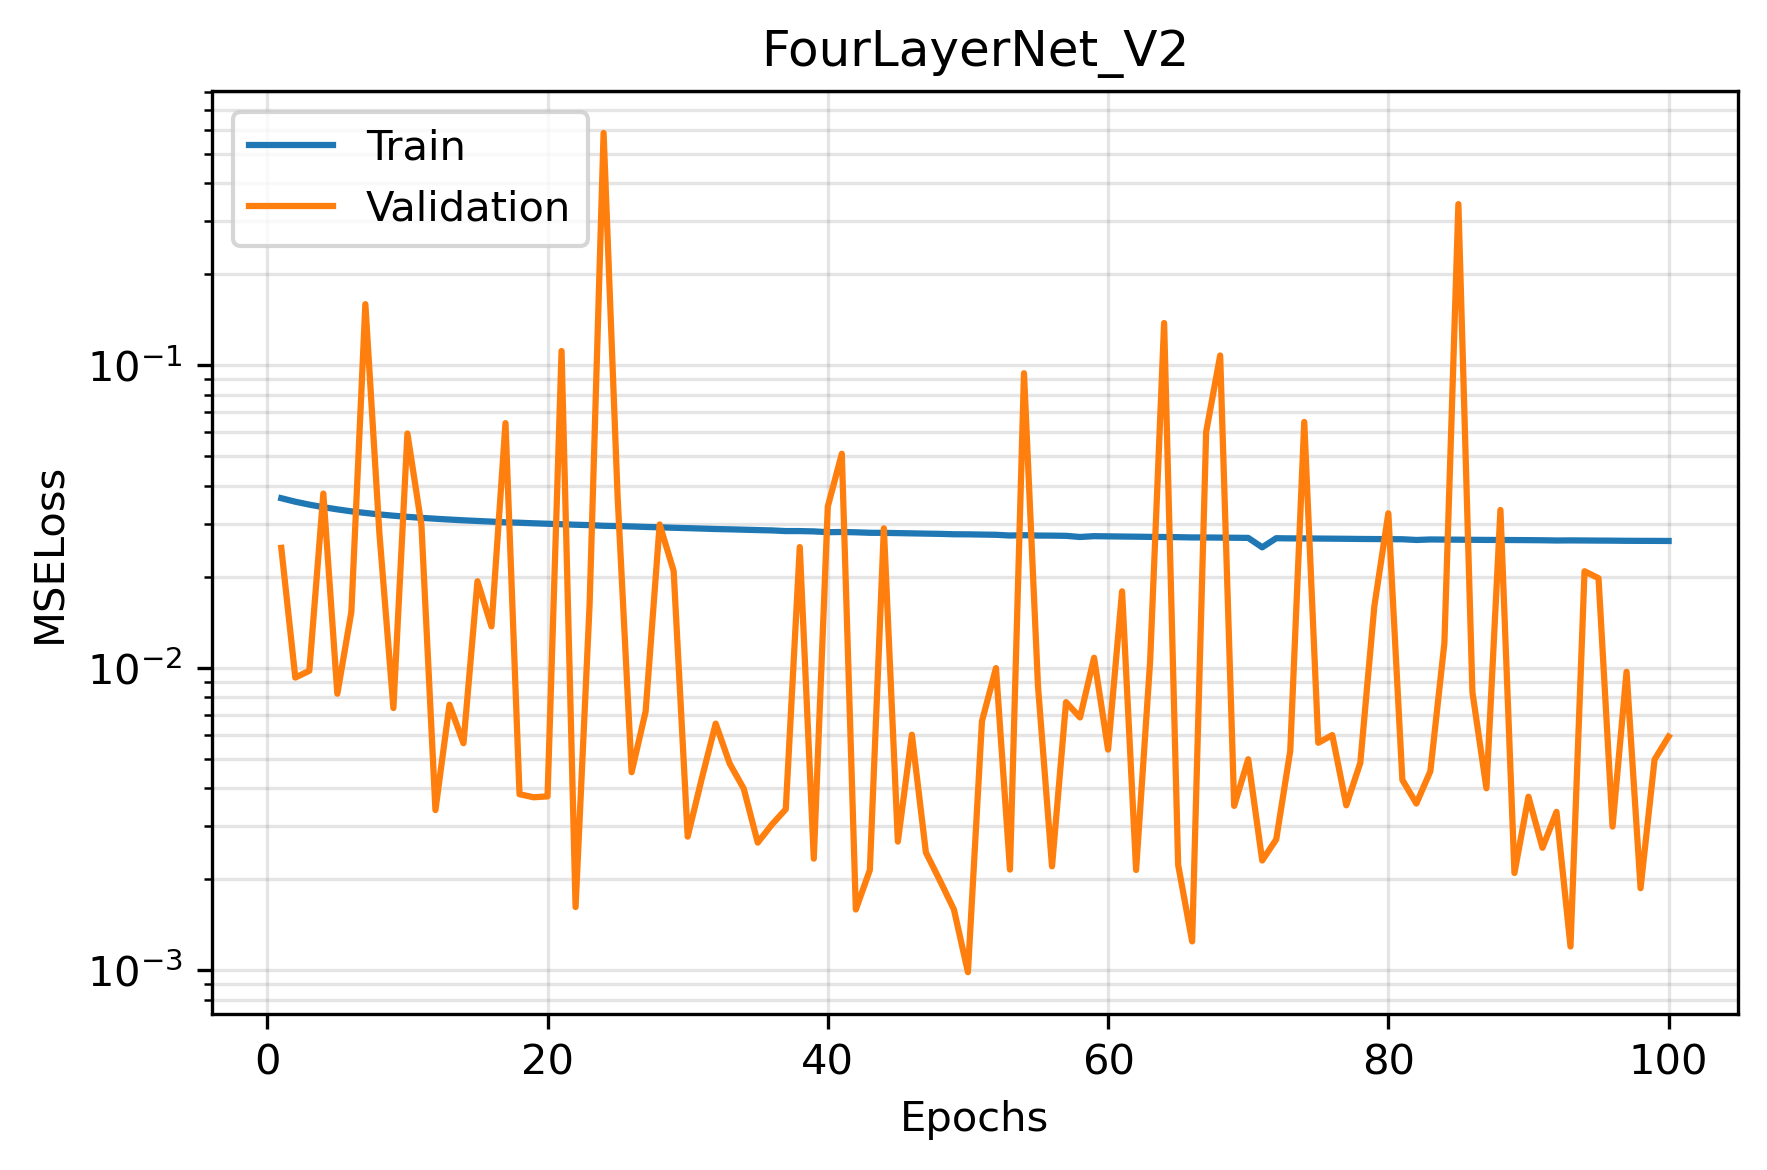 FourLayerNet_V2
Train
Validation
MSELoss
10⁻¹
10⁻²
10⁻³
0 20 40 60 80 100
Epochs